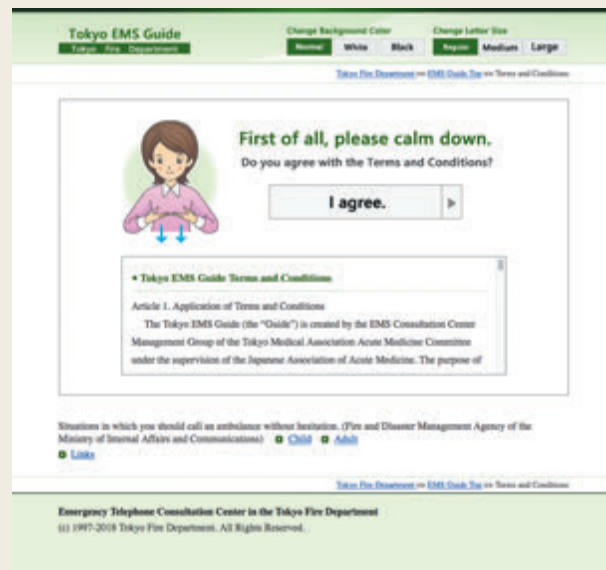 Tokyo EMS Guide
Tokyo Fire Department
Change Background Color
Normal White Black
Change Letter Size
Regular Medium Large
Tokyo Fire Department >> EMS Guide Top >> Terms and Conditions
First of all, please calm down.
Do you agree with the Terms and Conditions?
I agree.
• Tokyo EMS Guide Terms and Conditions
Article 1. Application of Terms and Conditions
The Tokyo EMS Guide (the “Guide”) is created by the EMS Consultation Center
Management Group of the Tokyo Medical Association Acute Medicine Committee
under the supervision of the Japanese Association of Acute Medicine. The purpose of
Situations in which you should call an ambulance without hesitation. (Fire and Disaster Management Agency of the
Ministry of Internal Affairs and Communications) Child Adult
Links
Tokyo Fire Department >> EMS Guide Top >> Terms and Conditions
Emergency Telephone Consultation Center in the Tokyo Fire Department
(c) 1997-2018 Tokyo Fire Department. All Rights Reserved.